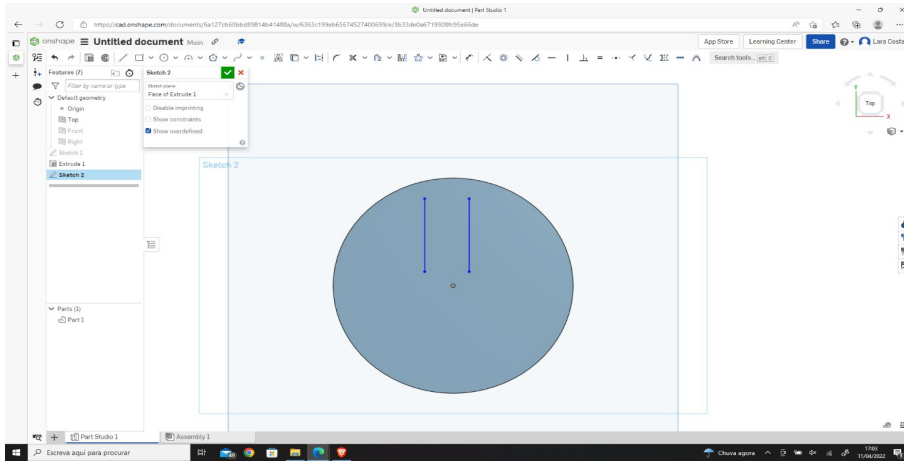 Untitled document | Part Studio 1
https://cad.onshape.com/documents/6a127cb60bbd89814b41488a/w/6363c199eb65674527400699/e/3b33de0a67199289fc95e66de
onshape Untitled document Main
App Store Learning Center Share Lara Costa
Search tools...
Features (7)
Filter by name or type
Default geometry
Origin
Top
Front
Right
Sketch 1
Extrude 1
Sketch 2
Sketch 2
Sketch plane
Face of Extrude 1
Disable imprinting
Show constraints
Show overdefined
Sketch 2
Top
Y
X
Parts (1)
Part 1
Part Studio 1
Assembly 1
Escreva aqui para procurar
Chuva agora
17:03
11/04/2022